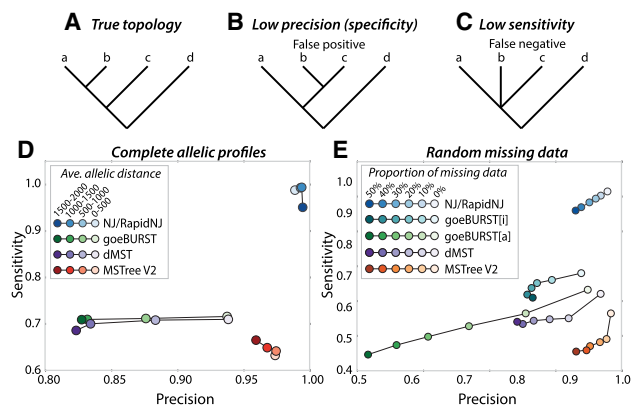 A True topology
a b c d
B Low precision (specificity)
False positive
a b c d
C Low sensitivity
False negative
a b c d
D Complete allelic profiles
Ave. allelic distance
1500-2000
1000-1500
500-1000
0-500
NJ/RapidNJ
goeBURST
dMST
MSTree V2
Sensitivity
1.0
0.9
0.8
0.7
0.6
0.80 0.85 0.90 0.95 1.00
Precision
E Random missing data
Proportion of missing data
50% 40% 30% 20% 10% 0%
NJ/RapidNJ
goeBURST[i]
goeBURST[a]
dMST
MSTree V2
Sensitivity
1.0
0.9
0.8
0.7
0.6
0.5
0.4
0.5 0.6 0.7 0.8 0.9 1.0
Precision